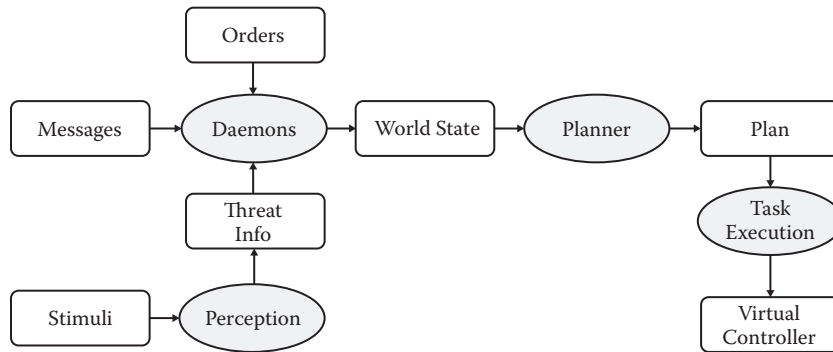 Orders
Messages
Daemons
World State
Planner
Plan
Threat
Info
Task
Execution
Stimuli
Perception
Virtual
Controller